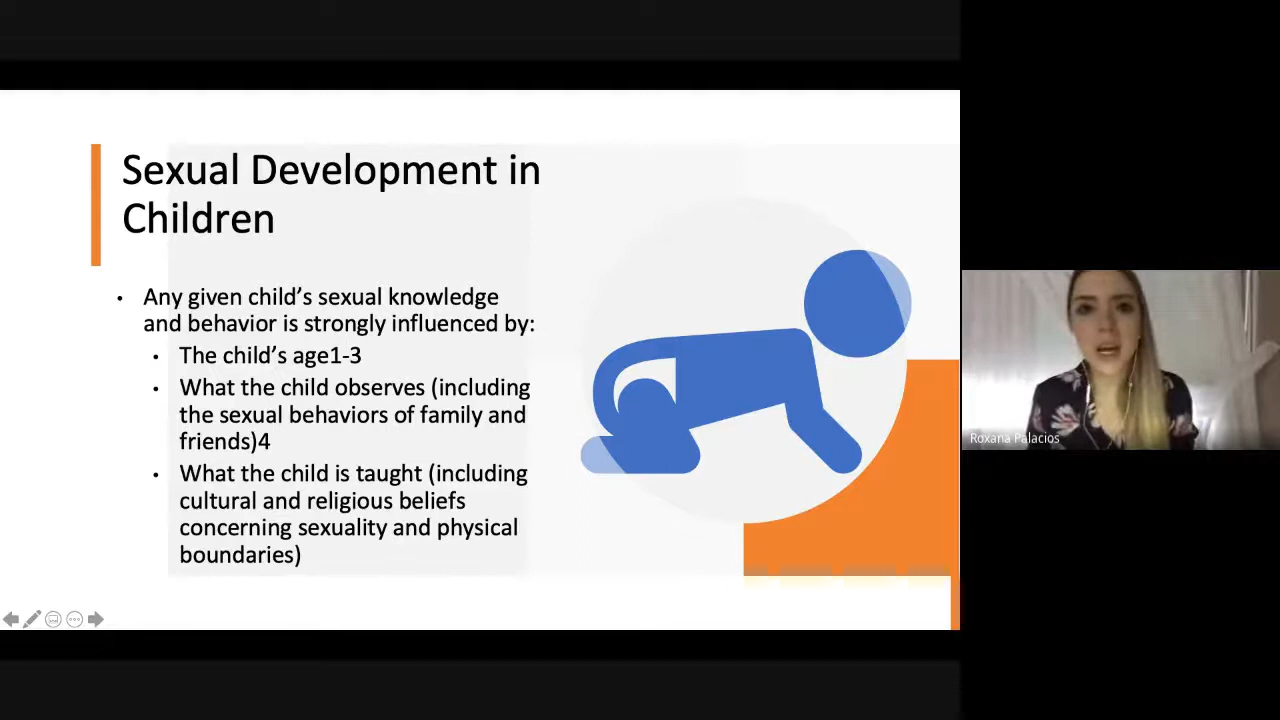 Sexual Development in
Children
• Any given child’s sexual knowledge
and behavior is strongly influenced by:
• The child’s age1-3
• What the child observes (including
the sexual behaviors of family and
friends)4
• What the child is taught (including
cultural and religious beliefs
concerning sexuality and physical
boundaries)
Roxana Palacios